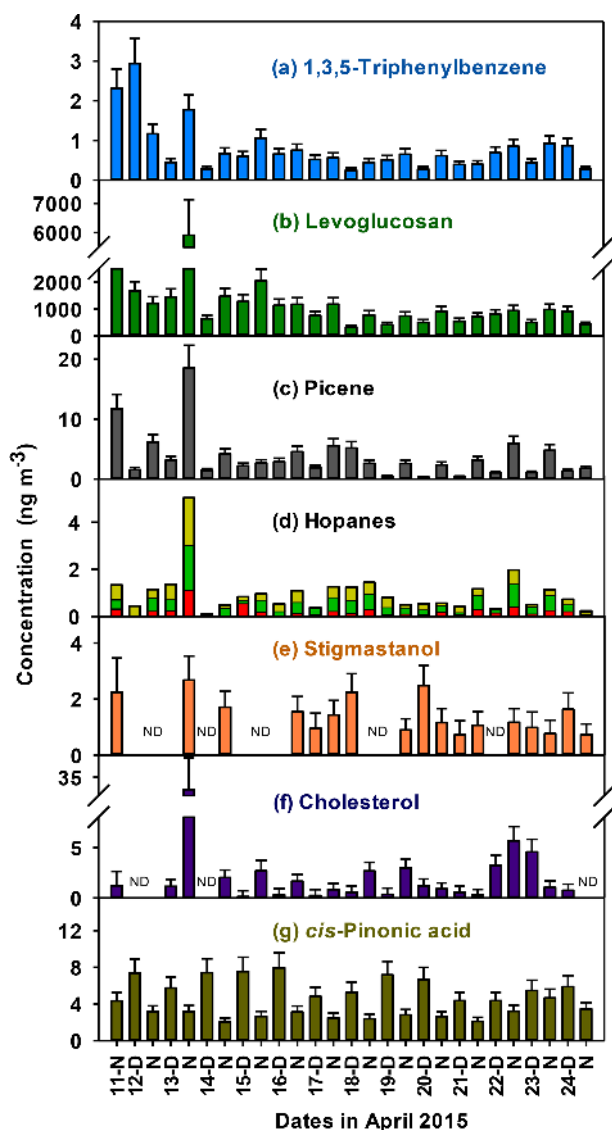 4
3
2
1
0
(a) 1,3,5-Triphenylbenzene
7000
6000
2000
1000
0
(b) Levoglucosan
20
10
0
(c) Picene
4
2
0
(d) Hopanes
4
2
0
(e) Stigmastanol
ND ND ND ND ND
35
5
0
(f) Cholesterol
ND ND ND
12
8
4
0
(g) cis-Pinonic acid
Concentration (ng m⁻³)
11-N 12-D N 13-D N 14-D N 15-D N 16-D N 17-D N 18-D N 19-D N 20-D N 21-D N 22-D N 23-D N 24-D N
Dates in April 2015